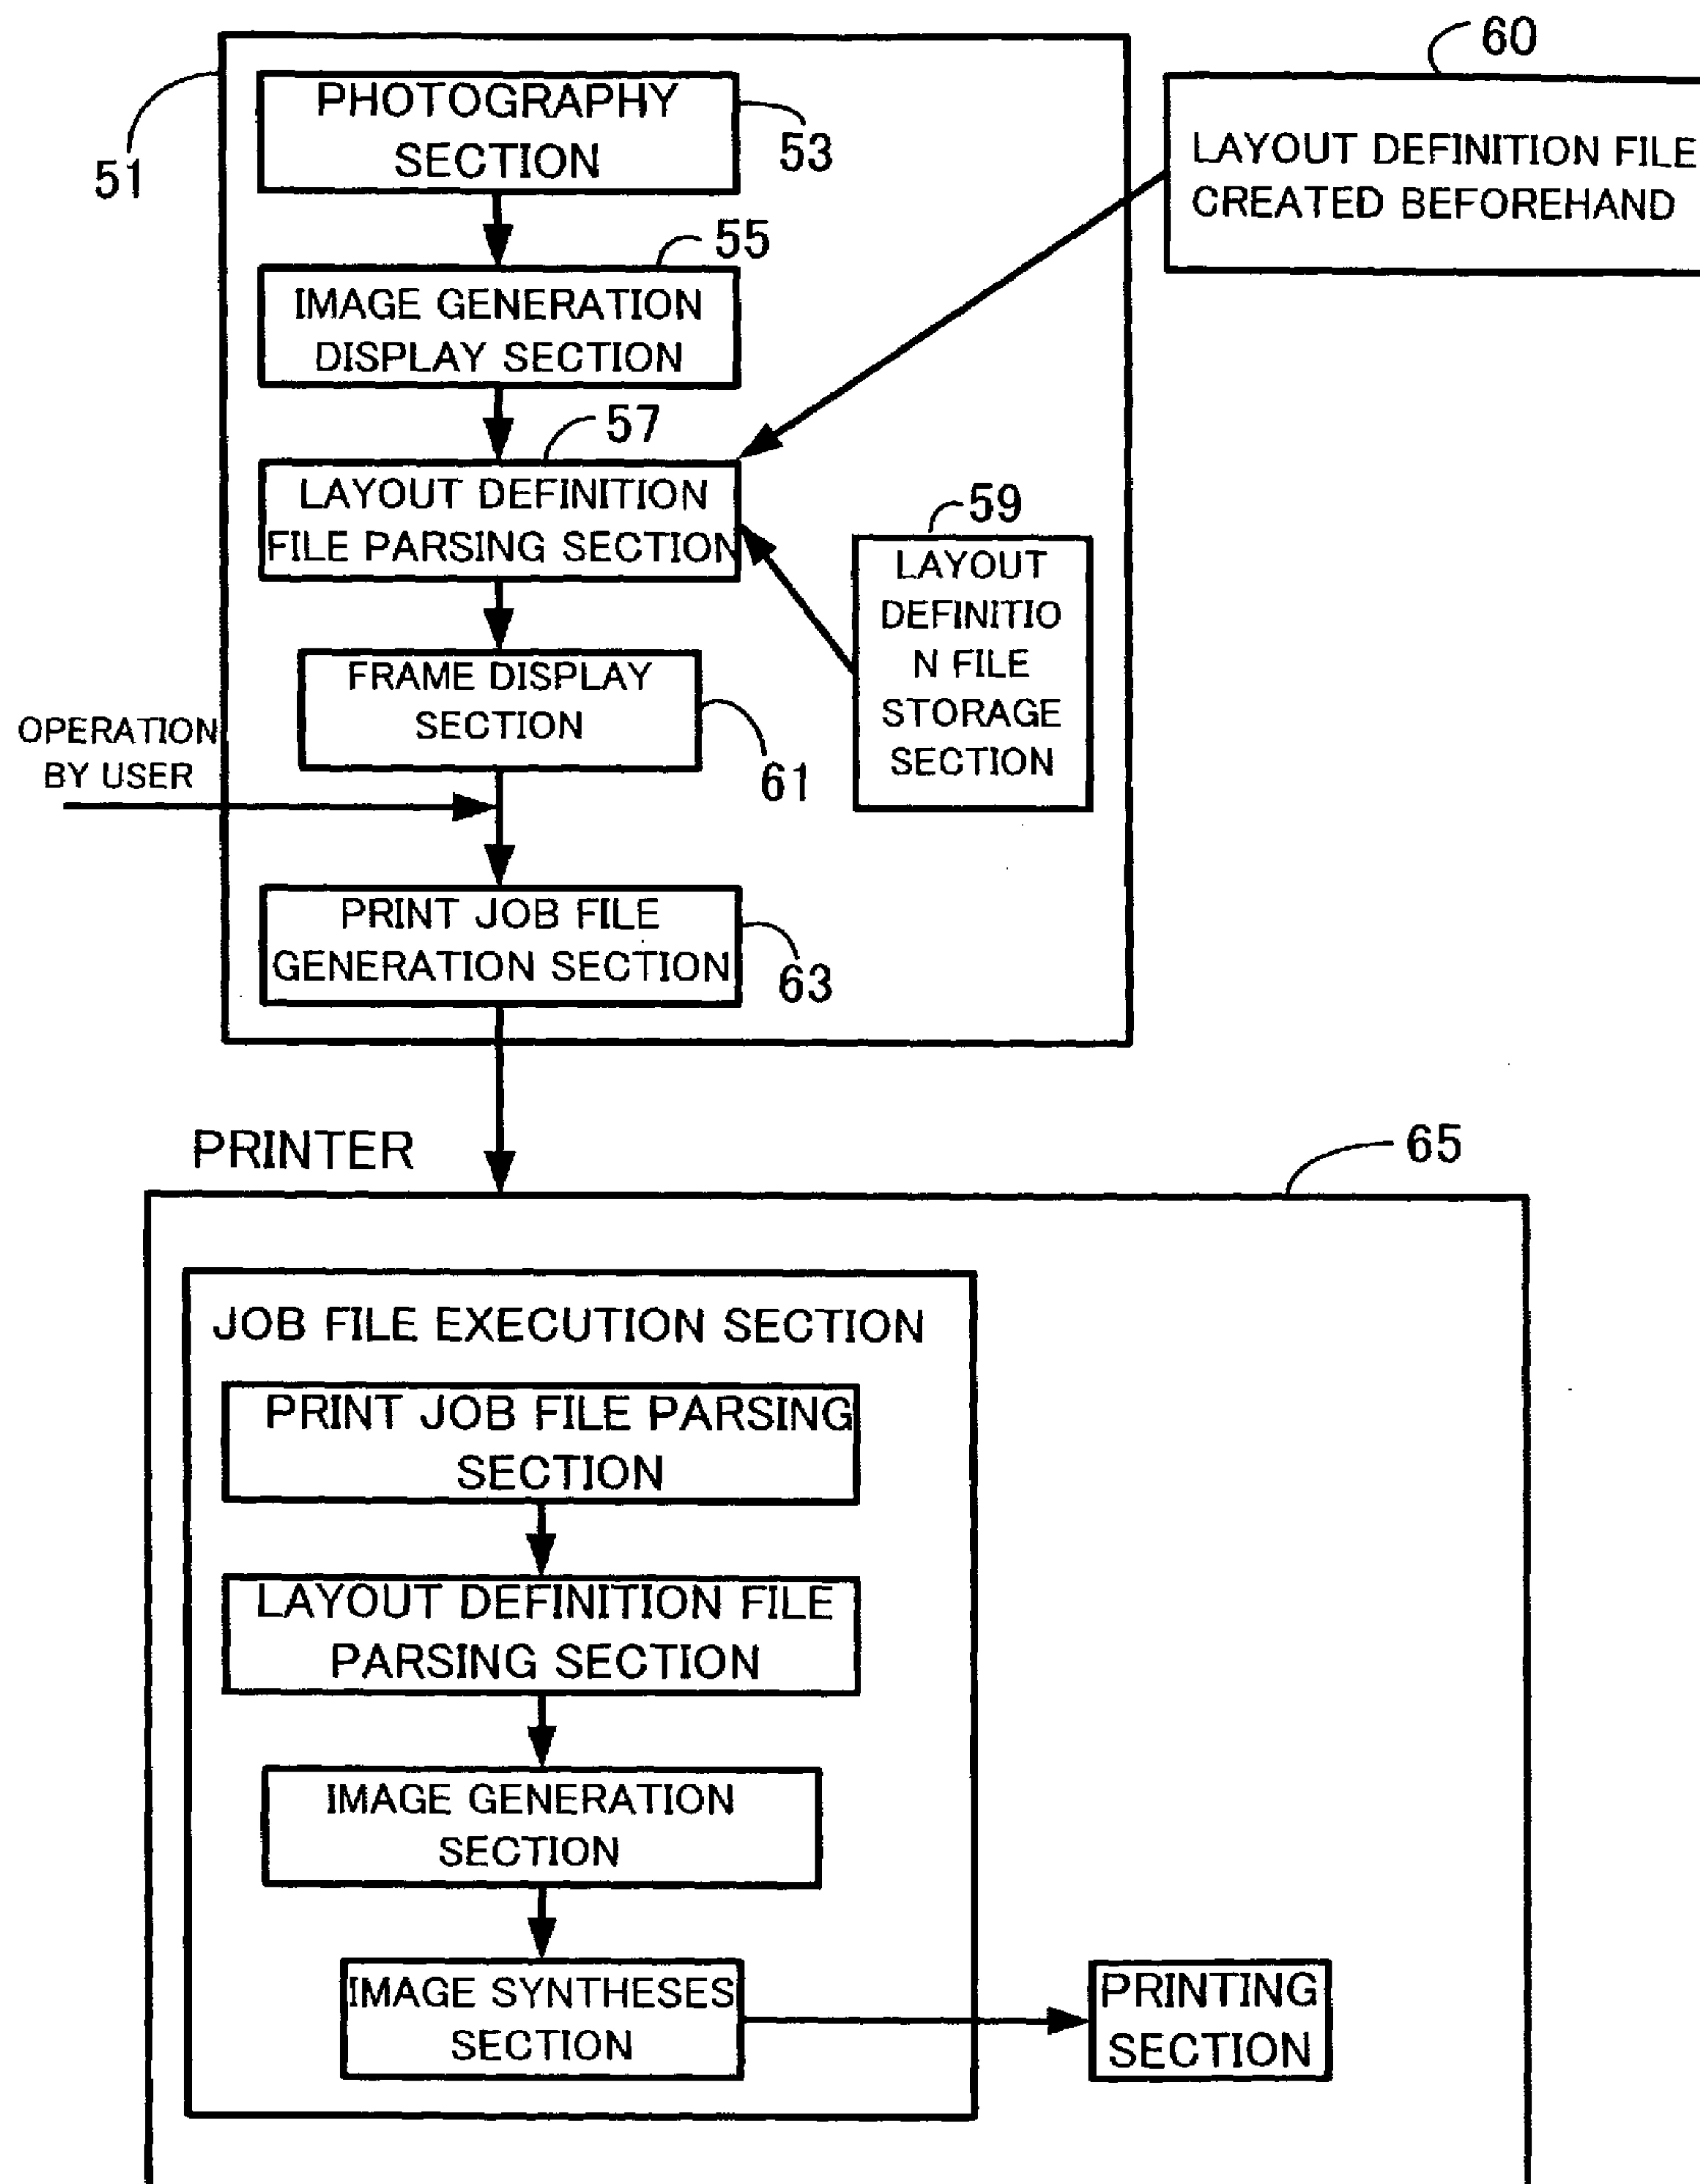 60
PHOTOGRAPHY
SECTION
51
53
LAYOUT DEFINITION FILE
CREATED BEFOREHAND
55
IMAGE GENERATION
DISPLAY SECTION
57
LAYOUT DEFINITION
FILE PARSING SECTION
59
LAYOUT
DEFINITIO
N FILE
STORAGE
SECTION
FRAME DISPLAY
SECTION
61
OPERATION
BY USER
PRINT JOB FILE
GENERATION SECTION
63
PRINTER
65
JOB FILE EXECUTION SECTION
PRINT JOB FILE PARSING
SECTION
LAYOUT DEFINITION FILE
PARSING SECTION
IMAGE GENERATION
SECTION
IMAGE SYNTHESES
SECTION
PRINTING
SECTION